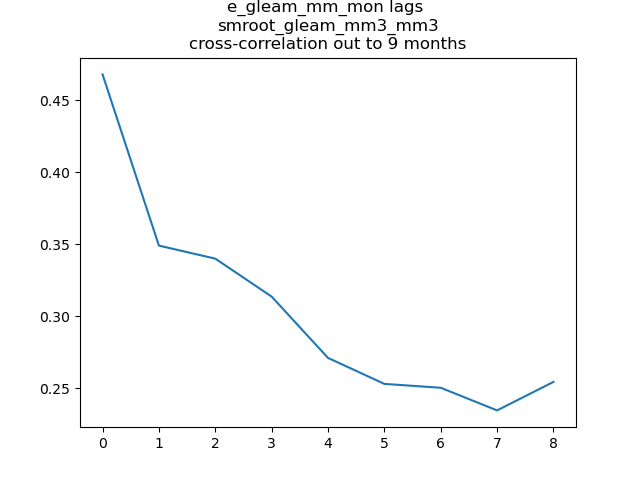 e_gleam_mm_mon lags
smroot_gleam_mm3_mm3
cross-correlation out to 9 months
0.45
0.40
0.35
0.30
0.25
0 1 2 3 4 5 6 7 8